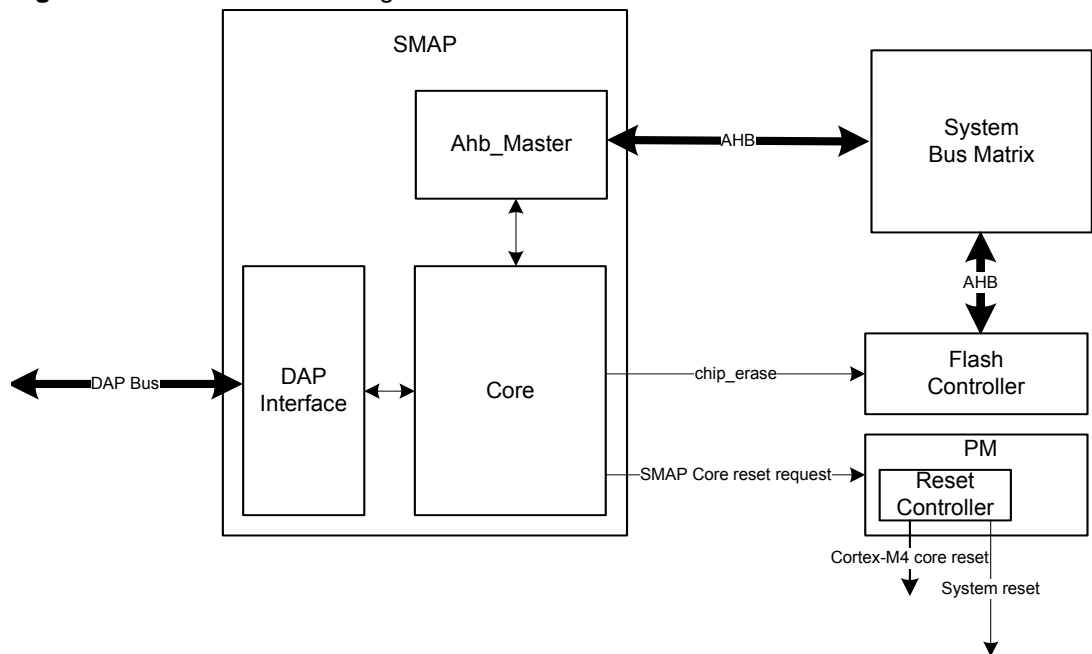 SMAP
Ahb_Master
AHB
System
Bus Matrix
AHB
DAP Bus
DAP
Interface
Core
chip_erase
Flash
Controller
SMAP Core reset request
PM
Reset
Controller
Cortex-M4 core reset
System reset